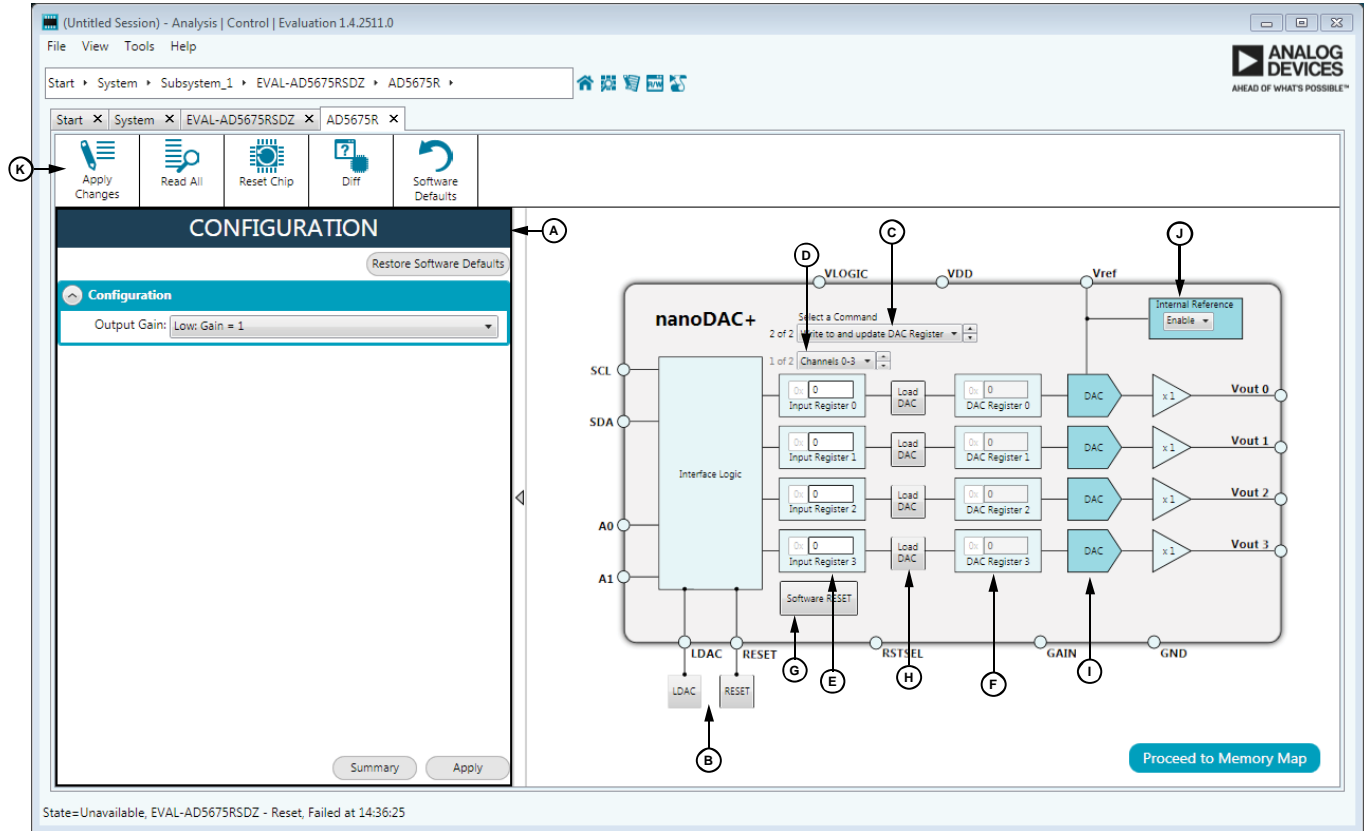 (Untitled Session) - Analysis | Control | Evaluation 1.4.2511.0
File View Tools Help
ANALOG
DEVICES
AHEAD OF WHAT'S POSSIBLE™
Start System Subsystem_1 EVAL-AD5675RSDZ AD5675R
R/W
Start × System × EVAL-AD5675RSDZ × AD5675R ×
K
Apply
Changes
Read All
Reset Chip
?
Diff
Software
Defaults
CONFIGURATION
A
Restore Software Defaults
Configuration
Output Gain: Low: Gain = 1
C
D
J
VLOGIC VDD Vref
nanoDAC+
Select a Command
2 of 2 Write to and update DAC Register
1 of 2 Channels 0-3
Internal Reference
Enable
SCL
SDA
A0
A1
Interface Logic
0x 0
Input Register 0
Load
DAC
0x 0
DAC Register 0
DAC
x1
Vout 0
0x 0
Input Register 1
Load
DAC
0x 0
DAC Register 1
DAC
x1
Vout 1
0x 0
Input Register 2
Load
DAC
0x 0
DAC Register 2
DAC
x1
Vout 2
0x 0
Input Register 3
Load
DAC
0x 0
DAC Register 3
DAC
x1
Vout 3
Software RESET
LDAC RESET RSTSEL GAIN GND
G
E
H
F
I
LDAC RESET
B
Summary Apply
Proceed to Memory Map
State=Unavailable, EVAL-AD5675RSDZ - Reset, Failed at 14:36:25